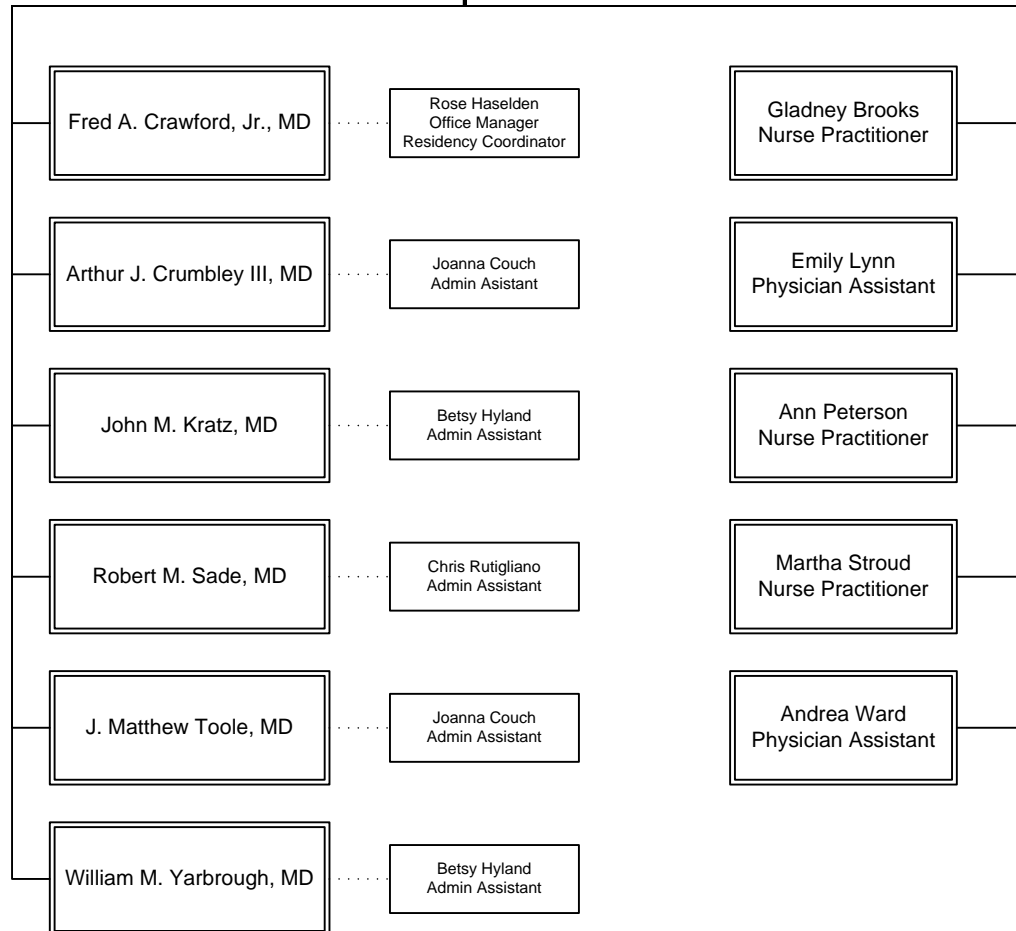 Fred A. Crawford, Jr., MD
Rose Haselden
Office Manager
Residency Coordinator
Gladney Brooks
Nurse Practitioner
Arthur J. Crumbley III, MD
Joanna Couch
Admin Asistant
Emily Lynn
Physician Assistant
John M. Kratz, MD
Betsy Hyland
Admin Assistant
Ann Peterson
Nurse Practitioner
Robert M. Sade, MD
Chris Rutigliano
Admin Assistant
Martha Stroud
Nurse Practitioner
J. Matthew Toole, MD
Joanna Couch
Admin Assistant
Andrea Ward
Physician Assistant
William M. Yarbrough, MD
Betsy Hyland
Admin Assistant